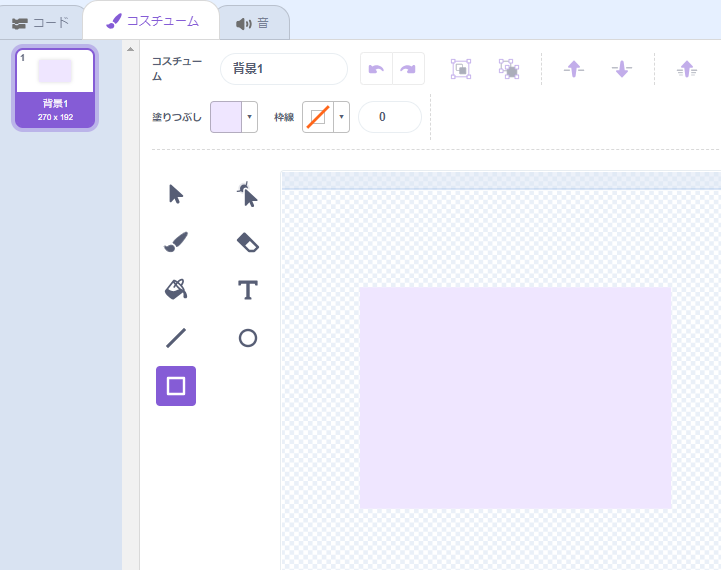 コード
コスチューム
音
1
背景1
270 x 192
コスチュー
ム
背景1
塗りつぶし
枠線
0